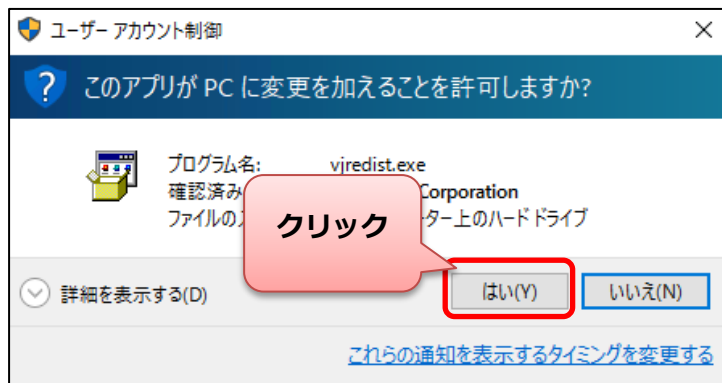 ユーザー アカウント制御
このアプリが PC に変更を加えることを許可しますか?
プログラム名: vjredist.exe
確認済み Corporation
ファイルの ター上のハード ドライブ
クリック
詳細を表示する(D)
はい(Y)
いいえ(N)
これらの通知を表示するタイミングを変更する